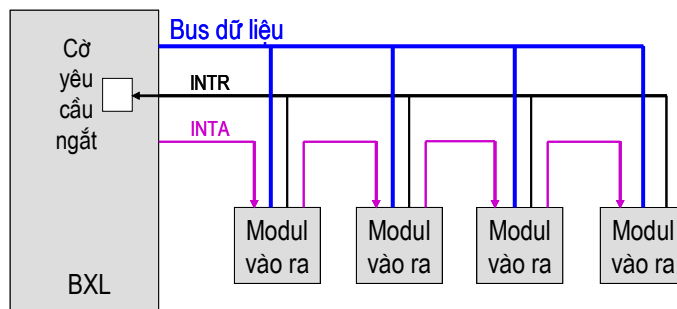 Bus dữ liệu
Cờ
yêu
cầu
ngắt
INTR
INTA
BXL
Modul
vào ra
Modul
vào ra
Modul
vào ra
Modul
vào ra